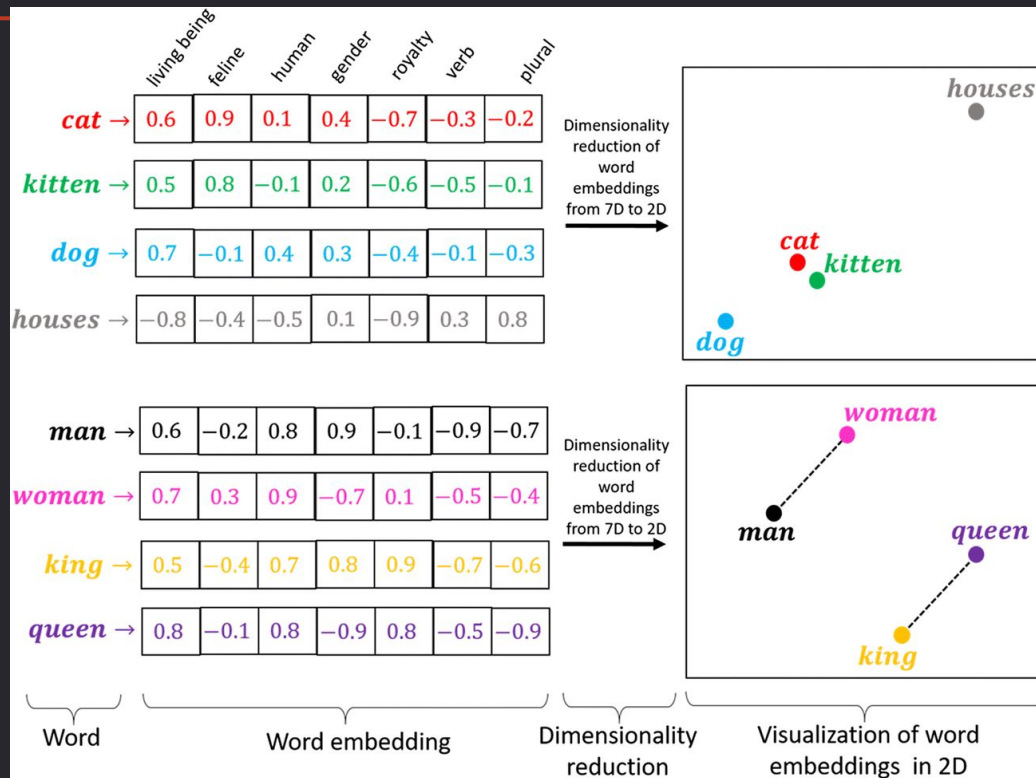 living being feline human gender royalty verb plural
cat → 0.6 0.9 0.1 0.4 −0.7 −0.3 −0.2
kitten → 0.5 0.8 −0.1 0.2 −0.6 −0.5 −0.1
dog → 0.7 −0.1 0.4 0.3 −0.4 −0.1 −0.3
houses → −0.8 −0.4 −0.5 0.1 −0.9 0.3 0.8
Dimensionality
reduction of
word
embeddings
from 7D to 2D
houses
cat
kitten
dog
man → 0.6 −0.2 0.8 0.9 −0.1 −0.9 −0.7
woman → 0.7 0.3 0.9 −0.7 0.1 −0.5 −0.4
king → 0.5 −0.4 0.7 0.8 0.9 −0.7 −0.6
queen → 0.8 −0.1 0.8 −0.9 0.8 −0.5 −0.9
Dimensionality
reduction of
word
embeddings
from 7D to 2D
woman
man
queen
king
Word
Word embedding
Dimensionality
reduction
Visualization of word
embeddings in 2D